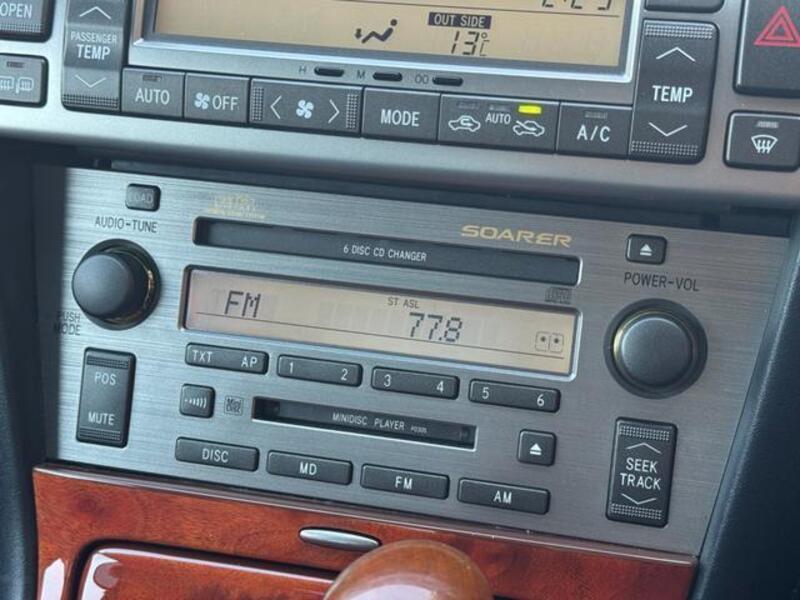 OPEN
PASSENGER
TEMP
OUT SIDE
13℃
H M OO
AUTO
OFF
MODE
AUTO
A/C
TEMP
LOAD
AUDIO-TUNE
SOARER
6 DISC CD CHANGER
POWER-VOL
PUSH
MODE
FM
ST ASL
77.8
TXT AP
1 2
3 4
5 6
POS
MUTE
MINIDISC PLAYER
DISC
MD
FM
AM
SEEK
TRACK